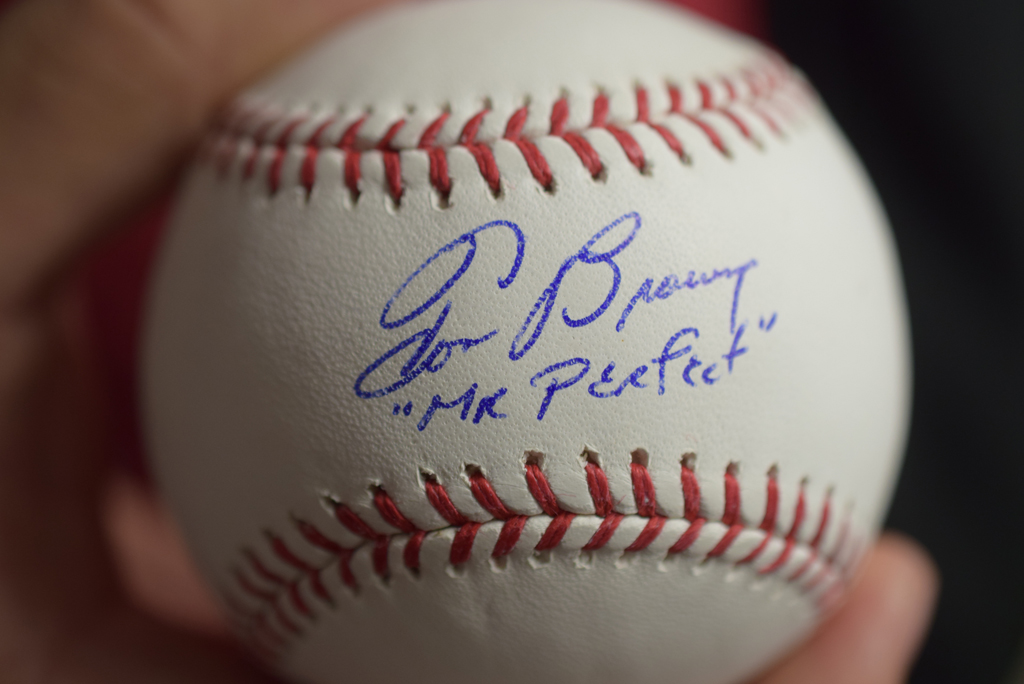 Tom Browning
"MR PERFECT"